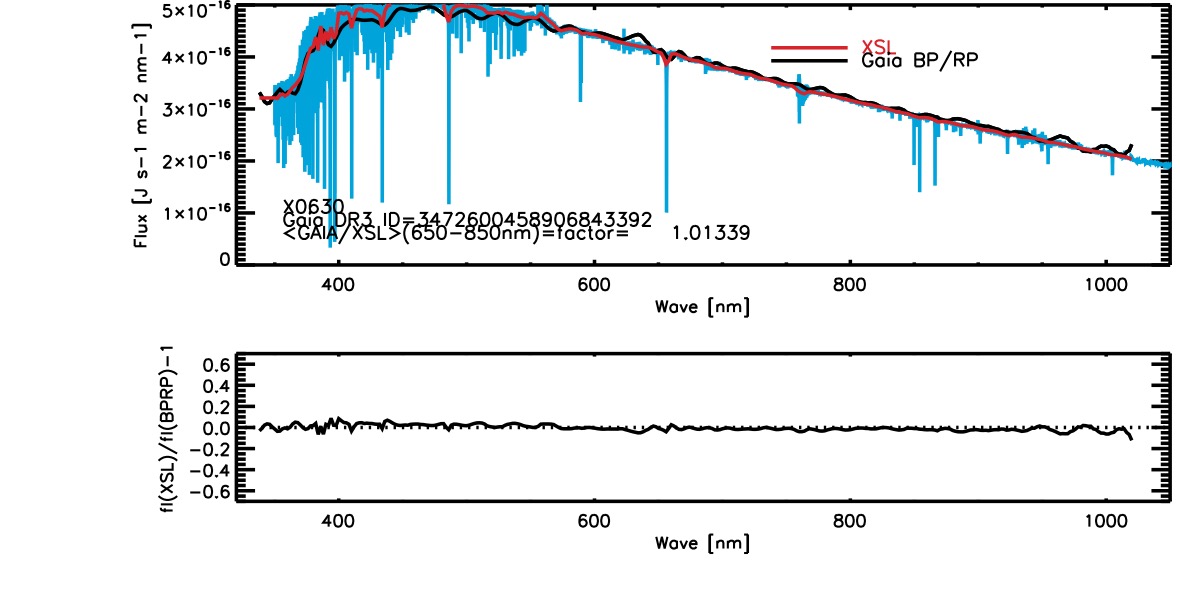 5×10−16
4×10−16
3×10−16
2×10−16
1×10−16
0
Flux [J s−1 m−2 nm−1]
XSL
Gaia BP/RP
X0630
Gaia DR3 ID=3472600458906843392
<GAIA/XSL>(650−850nm)=factor= 1.01339
400 600 800 1000
Wave [nm]
0.6
0.4
0.2
0.0
−0.2
−0.4
−0.6
fl(XSL)/fl(BPRP)−1
400 600 800 1000
Wave [nm]